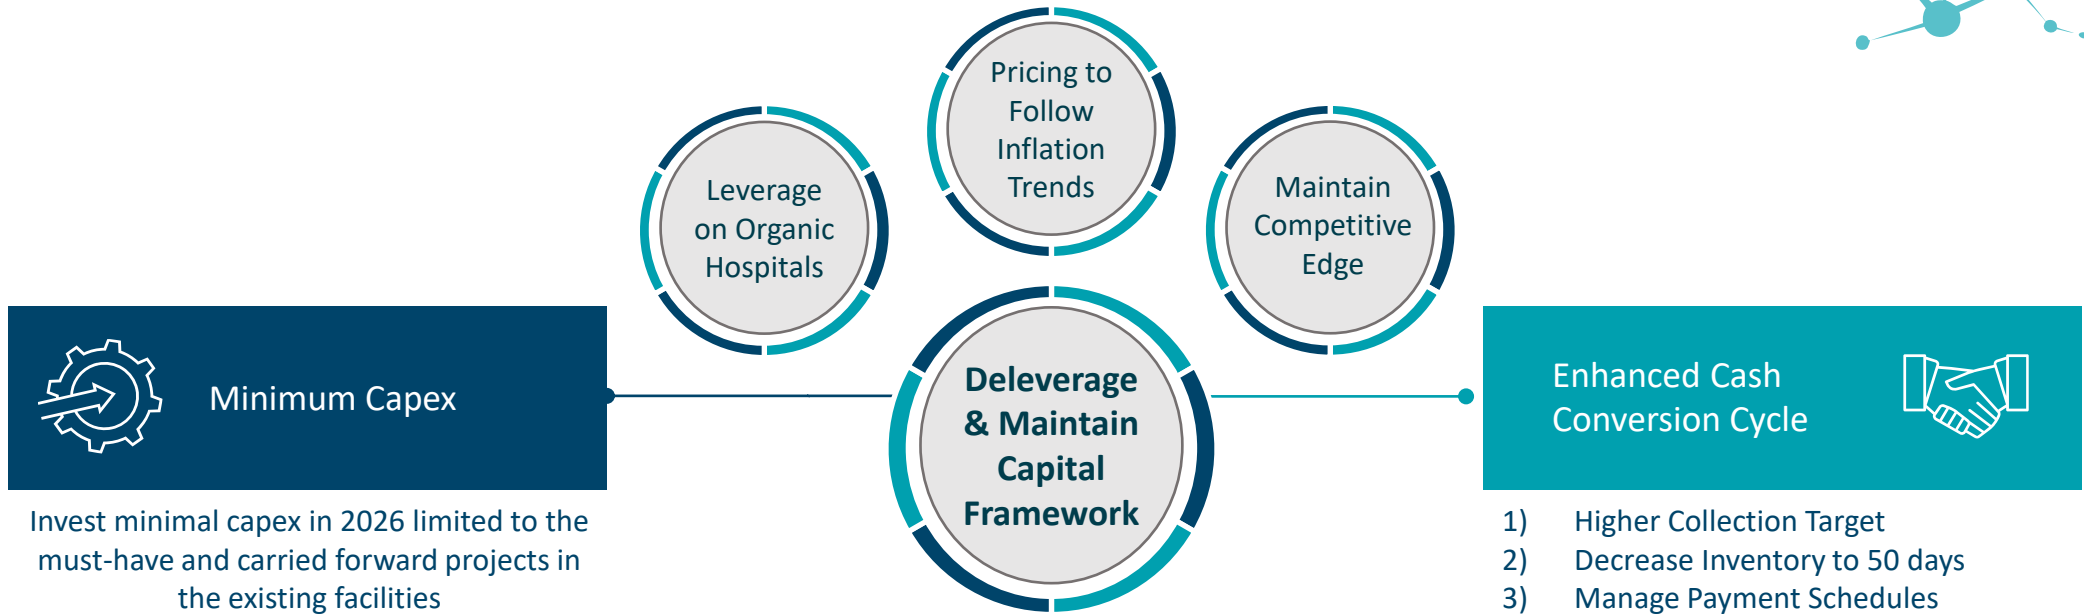 Pricing to
Follow
Inflation
Trends
Leverage
on Organic
Hospitals
Maintain
Competitive
Edge
Minimum Capex
Deleverage
& Maintain
Capital
Framework
Enhanced Cash
Conversion Cycle
Invest minimal capex in 2026 limited to the
must-have and carried forward projects in
the existing facilities
1) Higher Collection Target
2) Decrease Inventory to 50 days
3) Manage Payment Schedules